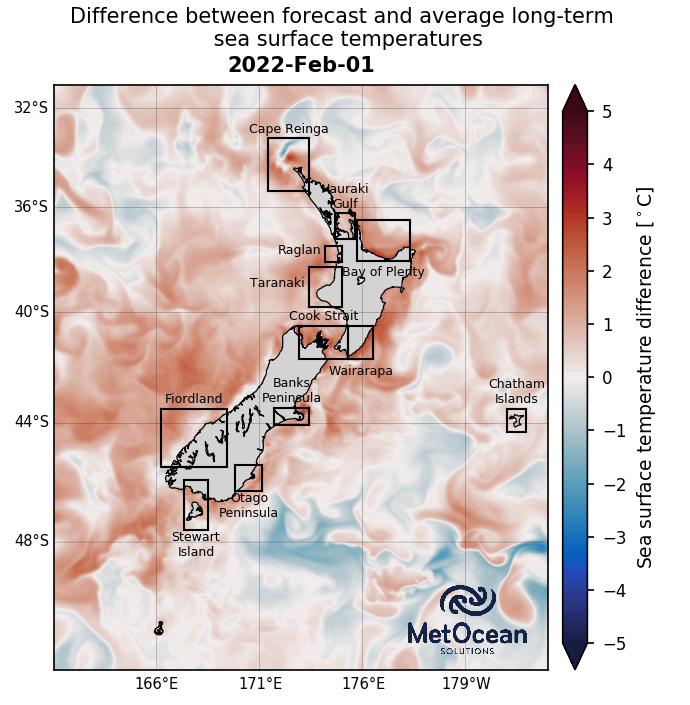 Difference between forecast and average long-term
sea surface temperatures
2022-Feb-01
32°S
36°S
40°S
44°S
48°S
Cape Reinga
Hauraki
Gulf
Raglan
Bay of Plenty
Taranaki
Cook Strait
Wairarapa
Banks
Peninsula
Fiordland
Chatham
Islands
Otago
Peninsula
Stewart
Island
MetOcean
SOLUTIONS
166°E
171°E
176°E
179°W
5
4
3
2
1
0
−1
−2
−3
−4
−5
Sea surface temperature difference [°C]